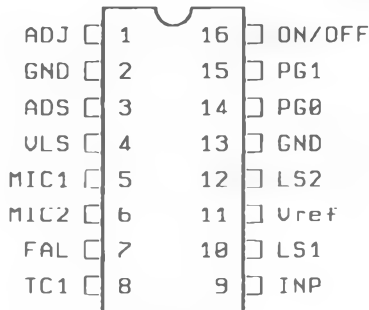 ADJ 1 16 ON/OFF
GND 2 15 PG1
ADS 3 14 PG0
VLS 4 13 GND
MIC1 5 12 LS2
MIC2 6 11 Vref
FAL 7 10 LS1
TC1 8 9 INP